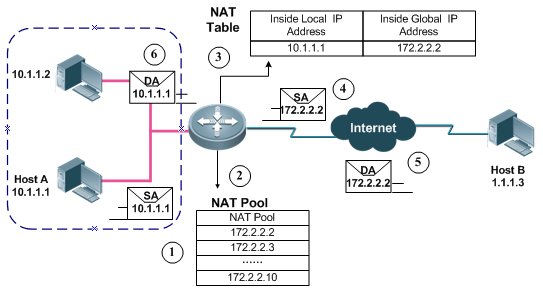 NAT
Table
Inside Local IP
Address
Inside Global IP
Address
10.1.1.1
172.2.2.2
6
3
10.1.1.2
DA
10.1.1.1
SA
172.2.2.2
4
Internet
Host B
1.1.1.3
DA
172.2.2.2
5
Host A
10.1.1.1
SA
10.1.1.1
2
NAT Pool
1
NAT Pool
172.2.2.2
172.2.2.3
......
172.2.2.10